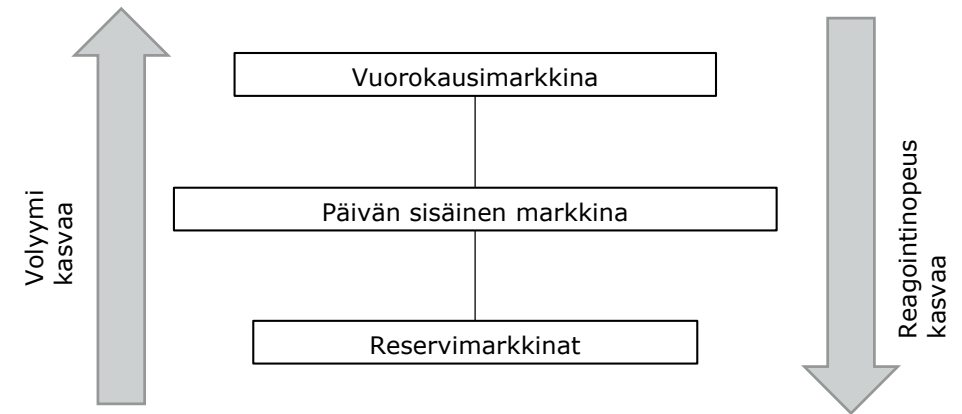 Vuorokausimarkkina
Volyymi
kasvaa
Päivän sisäinen markkina
Reagointinopeus
kasvaa
Reservimarkkinat